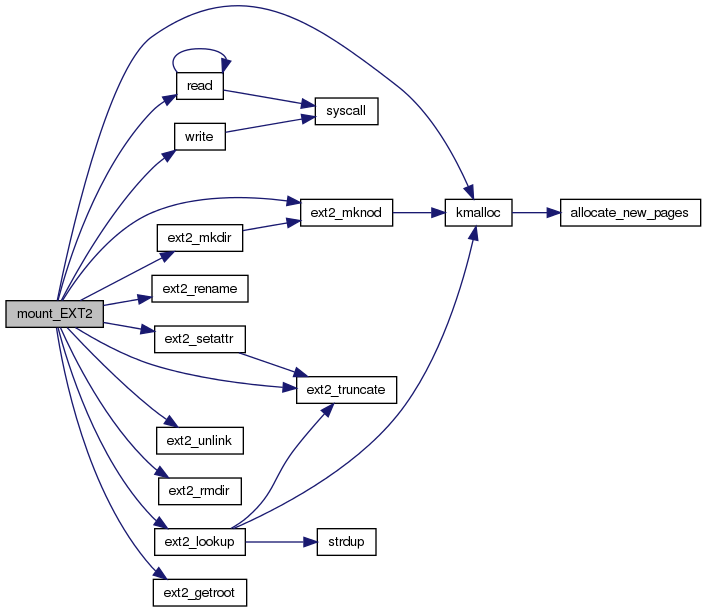 read
syscall
write
ext2_mknod
kmalloc
allocate_new_pages
ext2_mkdir
ext2_rename
mount_EXT2
ext2_setattr
ext2_truncate
ext2_unlink
ext2_rmdir
ext2_lookup
strdup
ext2_getroot